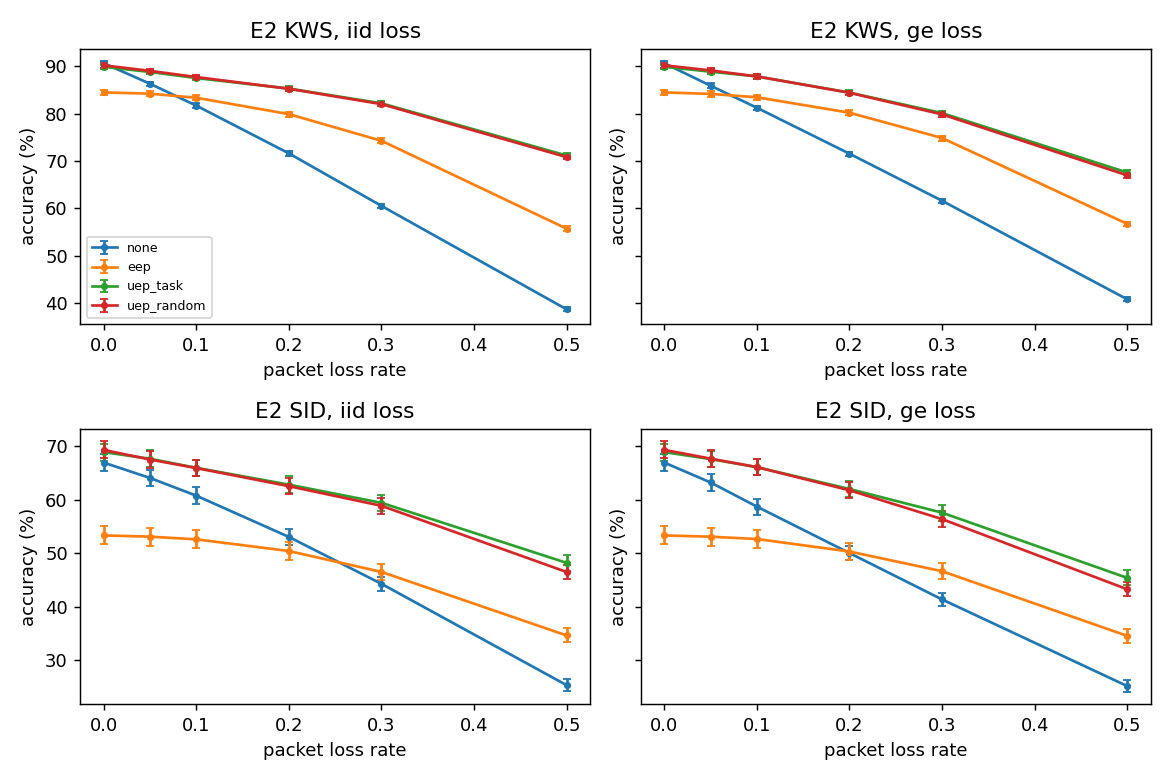 E2 KWS, iid loss
accuracy (%)
90
80
70
60
50
40
none
eep
uep_task
uep_random
0.0 0.1 0.2 0.3 0.4 0.5
packet loss rate
E2 KWS, ge loss
accuracy (%)
0.0 0.1 0.2 0.3 0.4 0.5
packet loss rate
E2 SID, iid loss
accuracy (%)
70
60
50
40
30
0.0 0.1 0.2 0.3 0.4 0.5
packet loss rate
E2 SID, ge loss
accuracy (%)
0.0 0.1 0.2 0.3 0.4 0.5
packet loss rate